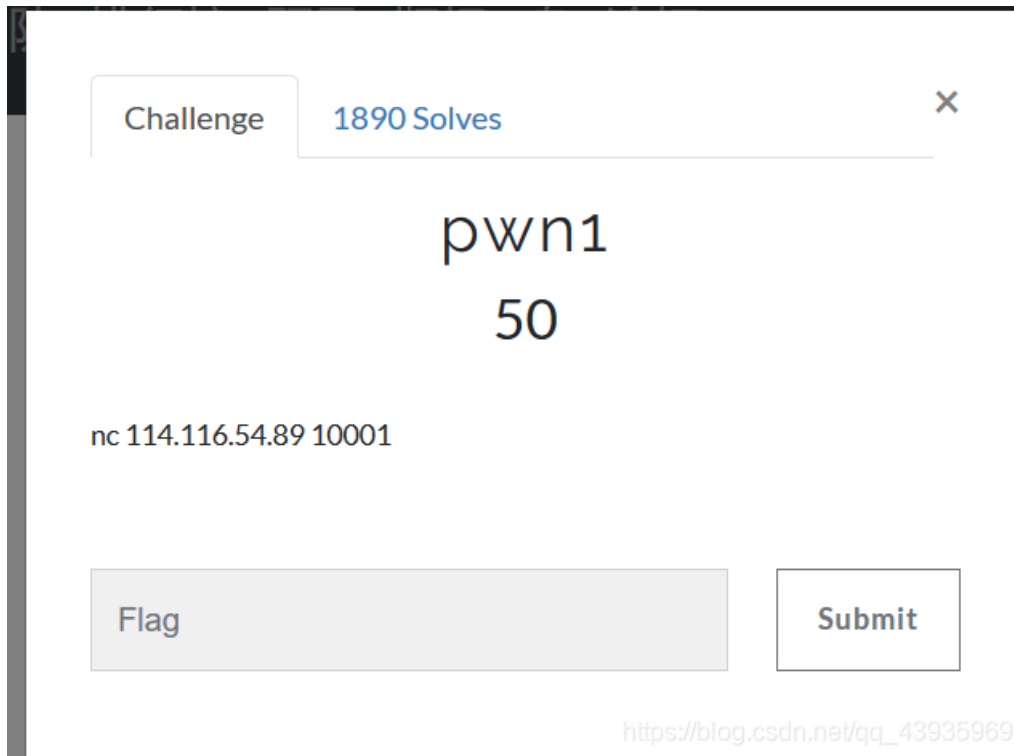 Challenge
1890 Solves
×
pwn1
50
nc 114.116.54.89 10001
Flag
Submit
https://blog.csdn.net/qq_43935969